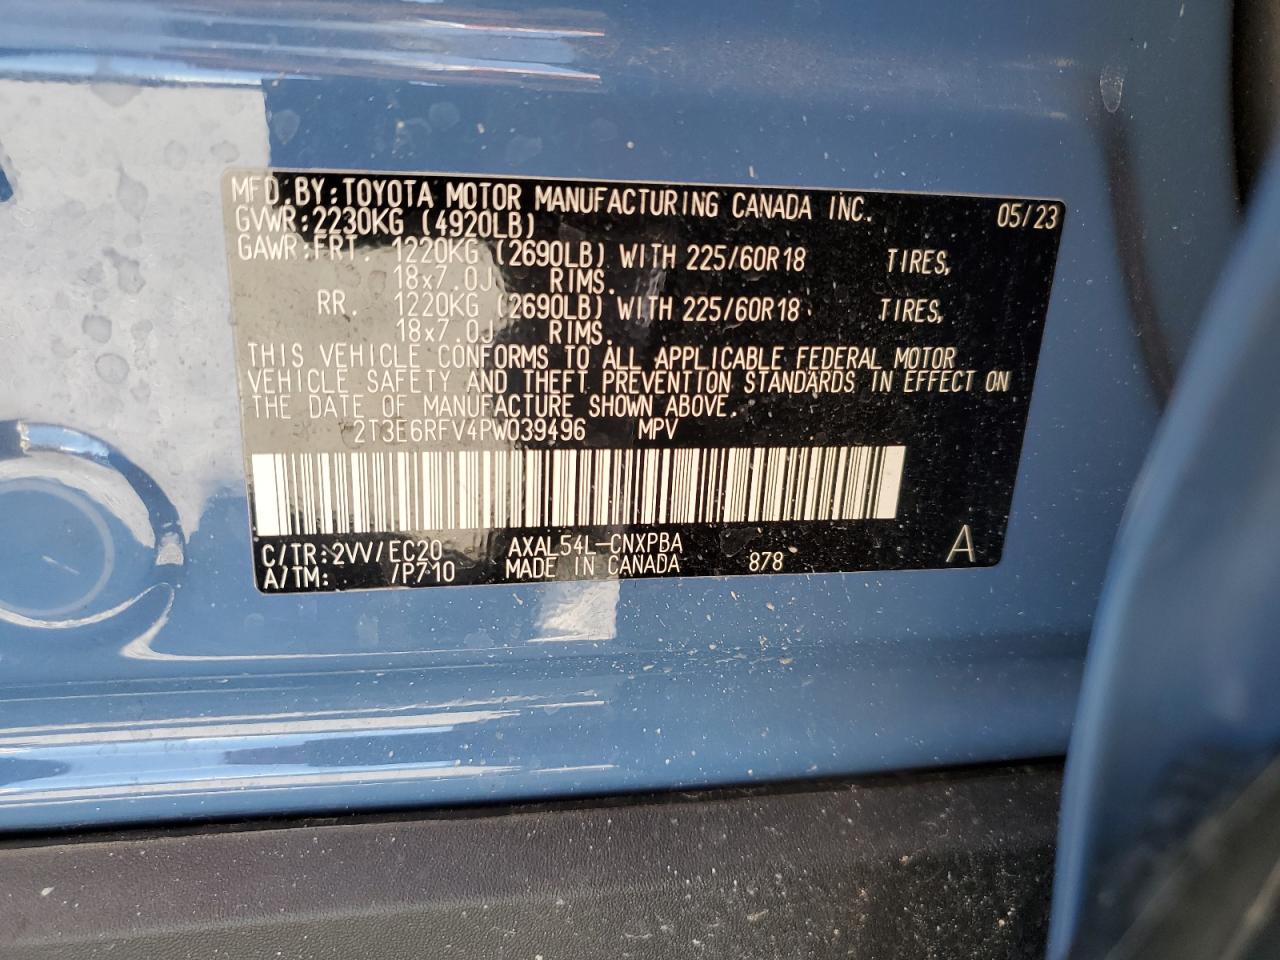 MFD.BY:TOYOTA MOTOR MANUFACTURING CANADA INC. 05/23
GVWR:2230KG (4920LB)
GAWR:FRT. 1220KG (2690LB) WITH 225/60R18 TIRES,
18x7.0J RIMS.
RR. 1220KG (2690LB) WITH 225/60R18 TIRES,
18x7.0J RIMS.
THIS VEHICLE CONFORMS TO ALL APPLICABLE FEDERAL MOTOR
VEHICLE SAFETY AND THEFT PREVENTION STANDARDS IN EFFECT ON
THE DATE OF MANUFACTURE SHOWN ABOVE.
2T3E6RFV4PW039496 MPV
C/TR:2VV/EC20 AXAL54L-CNXPBA
A/TM: /P710 MADE IN CANADA 878 A